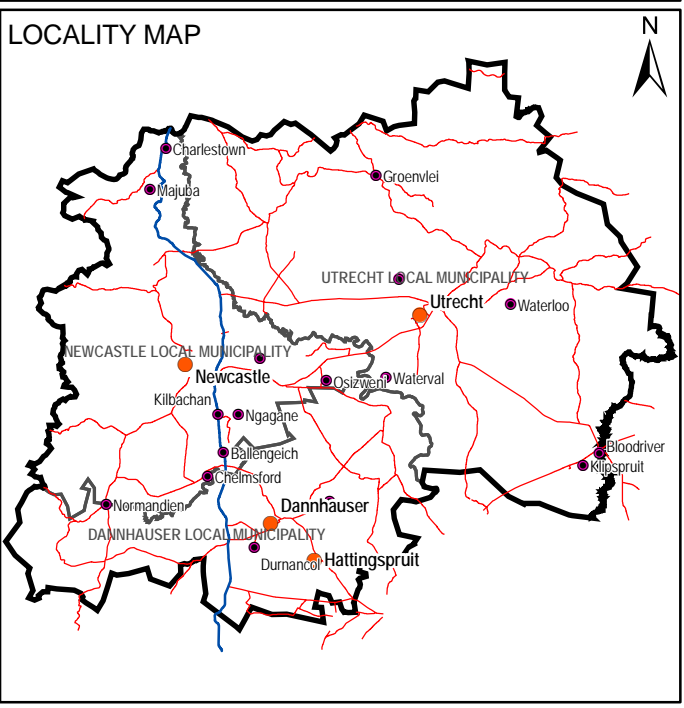 LOCALITY MAP
N
Charlestown
Groenvlei
Majuba
UTRECHT LOCAL MUNICIPALITY
Utrecht
Waterloo
NEWCASTLE LOCAL MUNICIPALITY
Newcastle
Osizweni
Waterval
Kilbachan
Ngagane
Ballengeich
Bloodriver
Klipspruit
Chelmsford
Normandien
Dannhauser
DANNHAUSER LOCAL MUNICIPALITY
Durnancol
Hattingspruit